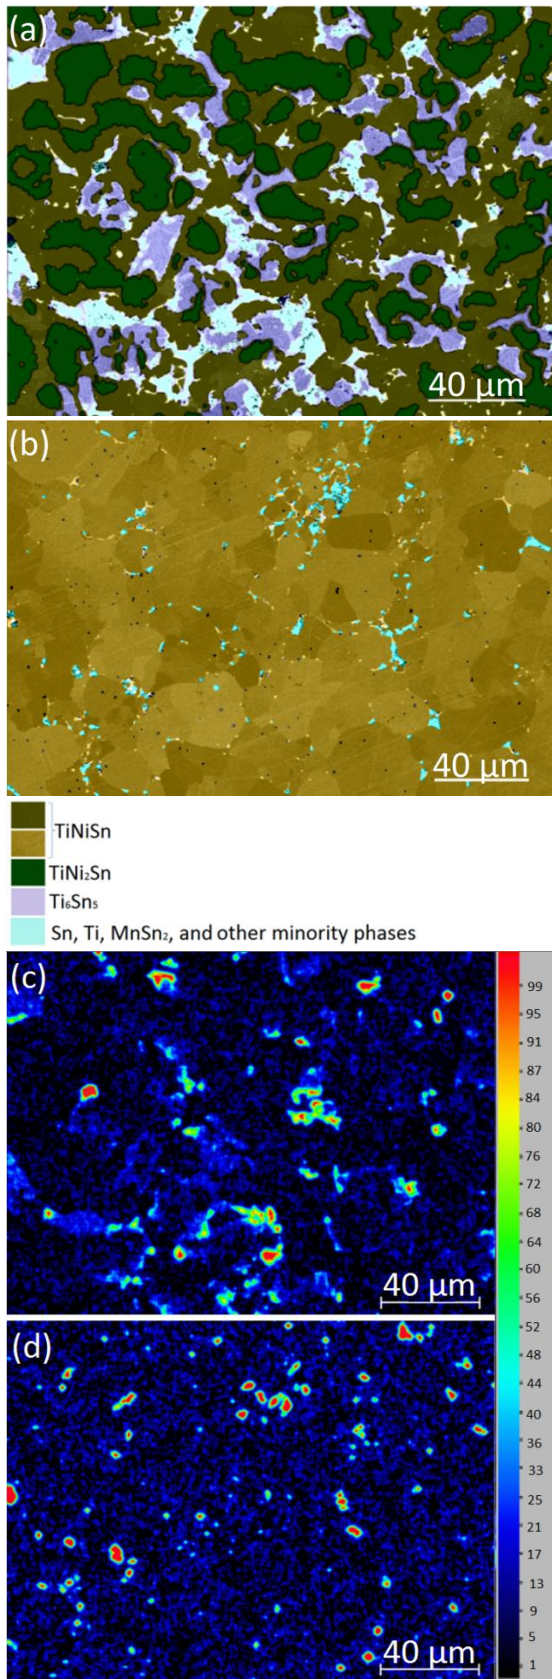 (a)
40 µm
(b)
40 µm
TiNiSn
TiNi₂Sn
Ti₆Sn₅
Sn, Ti, MnSn₂, and other minority phases
(c)
99
95
91
88
84
80
76
72
68
64
60
56
52
48
44
40
36
33
29
25
21
17
13
9
5
1
40 µm
(d)
40 µm